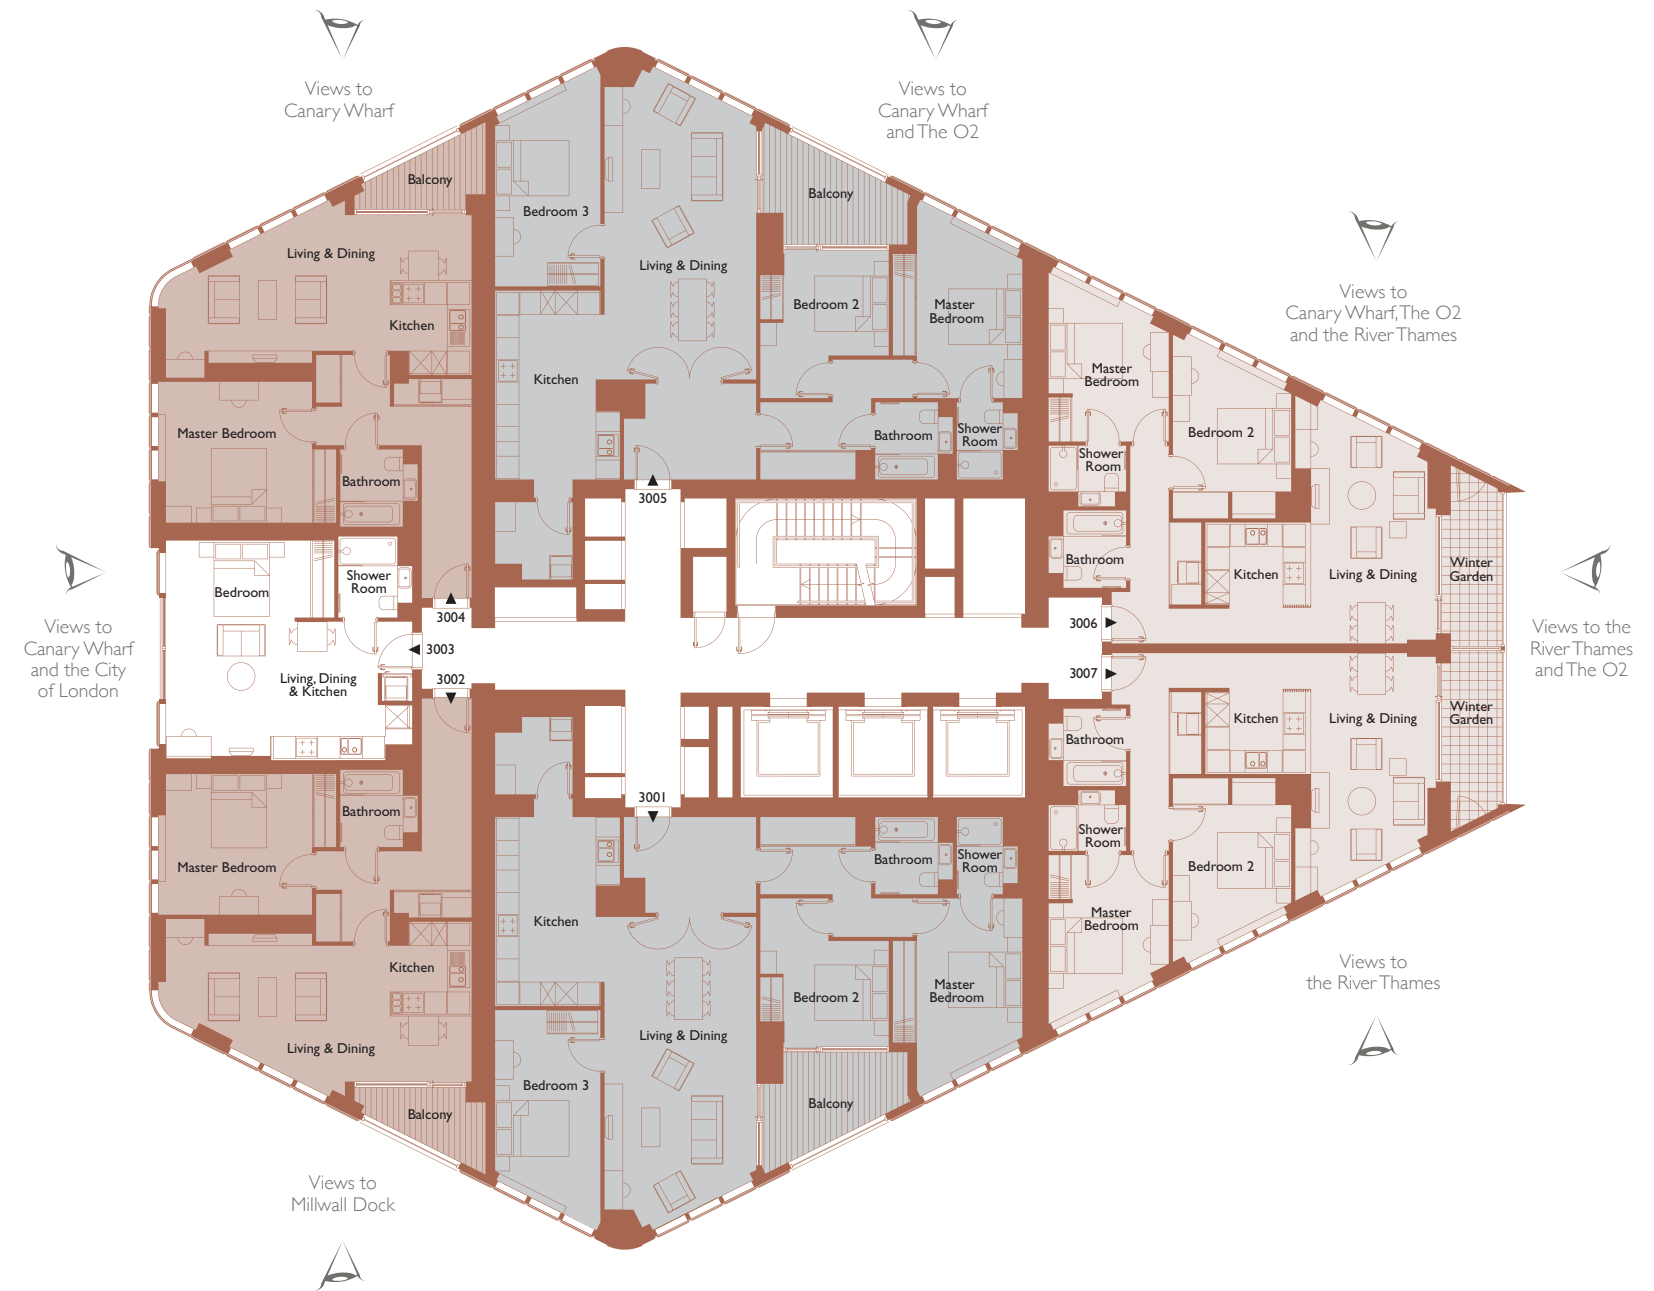 Views to
Canary Wharf
Views to
Canary Wharf
and The O2
Views to
Canary Wharf, The O2
and the River Thames
Views to
Canary Wharf
and the City
of London
Views to the
River Thames
and The O2
Views to
the River Thames
Views to
Millwall Dock
Balcony
Living & Dining
Kitchen
Master Bedroom
Bathroom
3004
Bedroom
Shower
Room
Living, Dining
& Kitchen
3003
3002
Bathroom
Master Bedroom
Kitchen
Living & Dining
Balcony
Bedroom 3
Living & Dining
Kitchen
Balcony
Bedroom 2
Master
Bedroom
Bathroom
Shower
Room
3005
3001
Kitchen
Bathroom
Shower
Room
Bedroom 2
Master
Bedroom
Living & Dining
Bedroom 3
Balcony
Master
Bedroom
Bedroom 2
Shower
Room
Bathroom
Kitchen
Living & Dining
Winter
Garden
3006
3007
Bathroom
Kitchen
Living & Dining
Winter
Garden
Shower
Room
Bedroom 2
Master
Bedroom